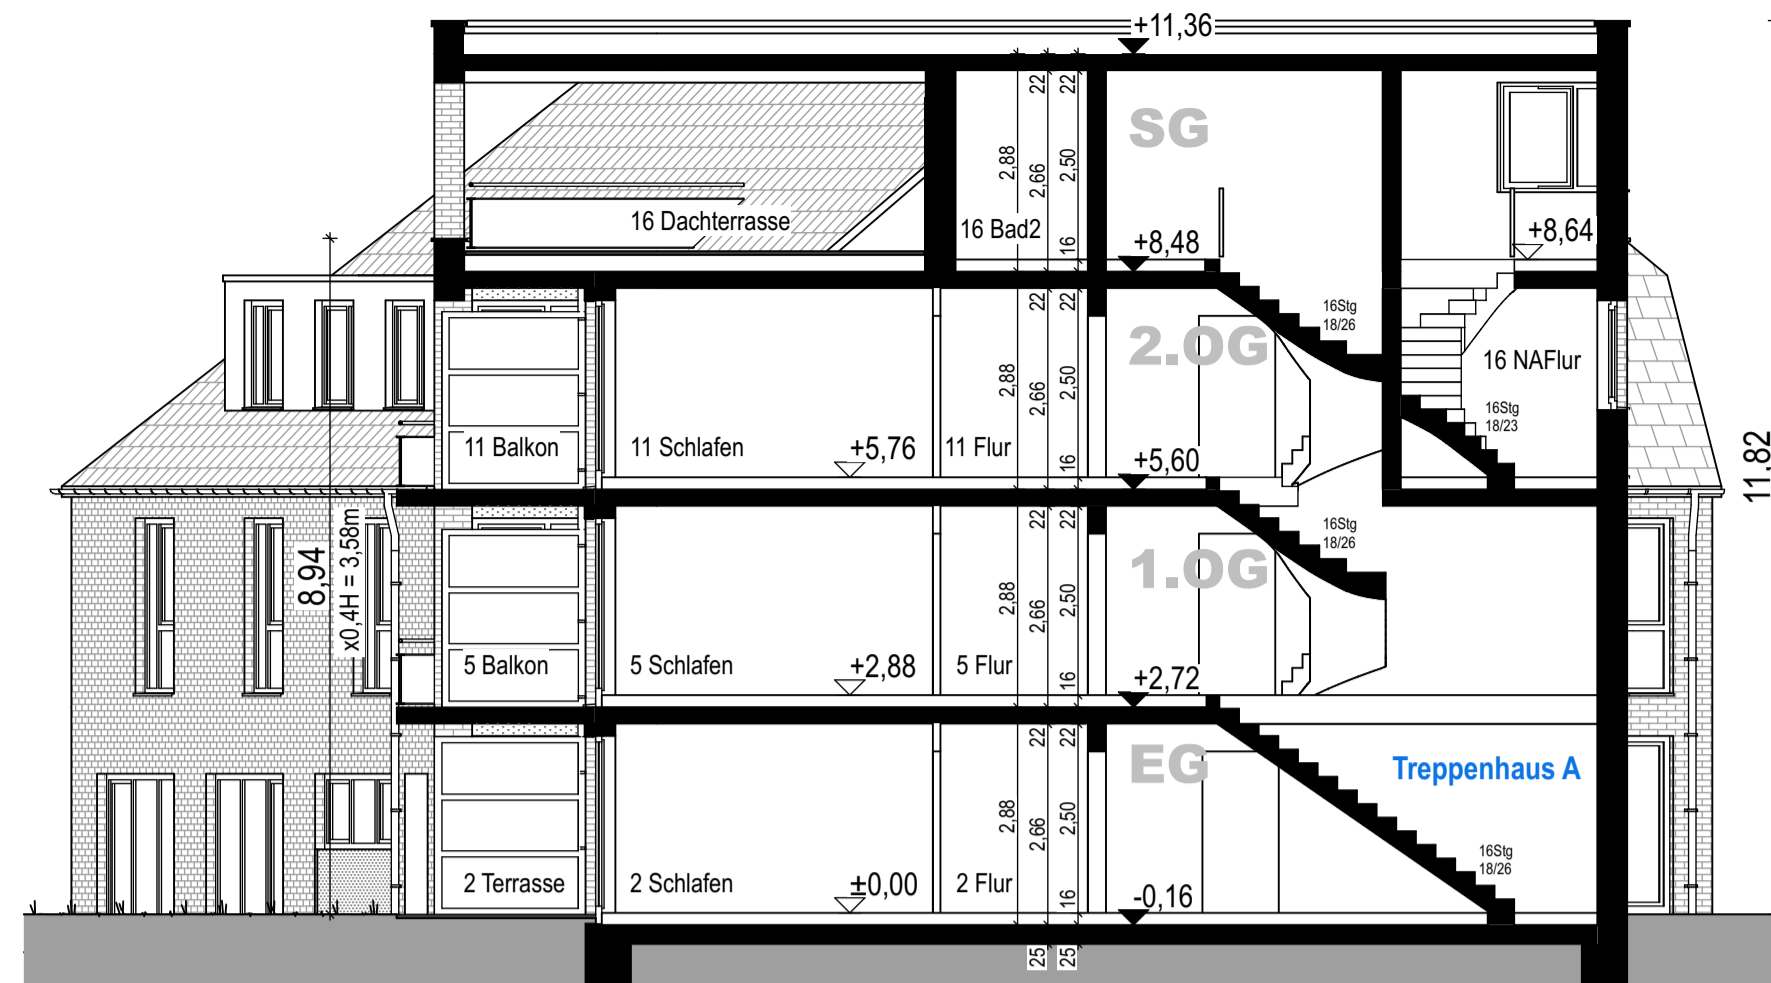 +11,36
22
22
SG
2,88
2,66
2,50
16 Dachterrasse
16 Bad2
+8,48
16
+8,64
22
22
16Stg
18/26
2.OG
16 NAFlur
2,88
2,66
2,50
16Stg
18/23
11 Balkon
11 Schlafen
+5,76
11 Flur
16
+5,60
11,82
22
22
16Stg
18/26
8,94
x0,4H = 3,58m
1.OG
2,88
2,66
2,50
5 Balkon
5 Schlafen
+2,88
5 Flur
16
+2,72
22
22
EG
Treppenhaus A
2,88
2,66
2,50
16Stg
18/26
2 Terrasse
2 Schlafen
±0,00
2 Flur
16
-0,16
25
25